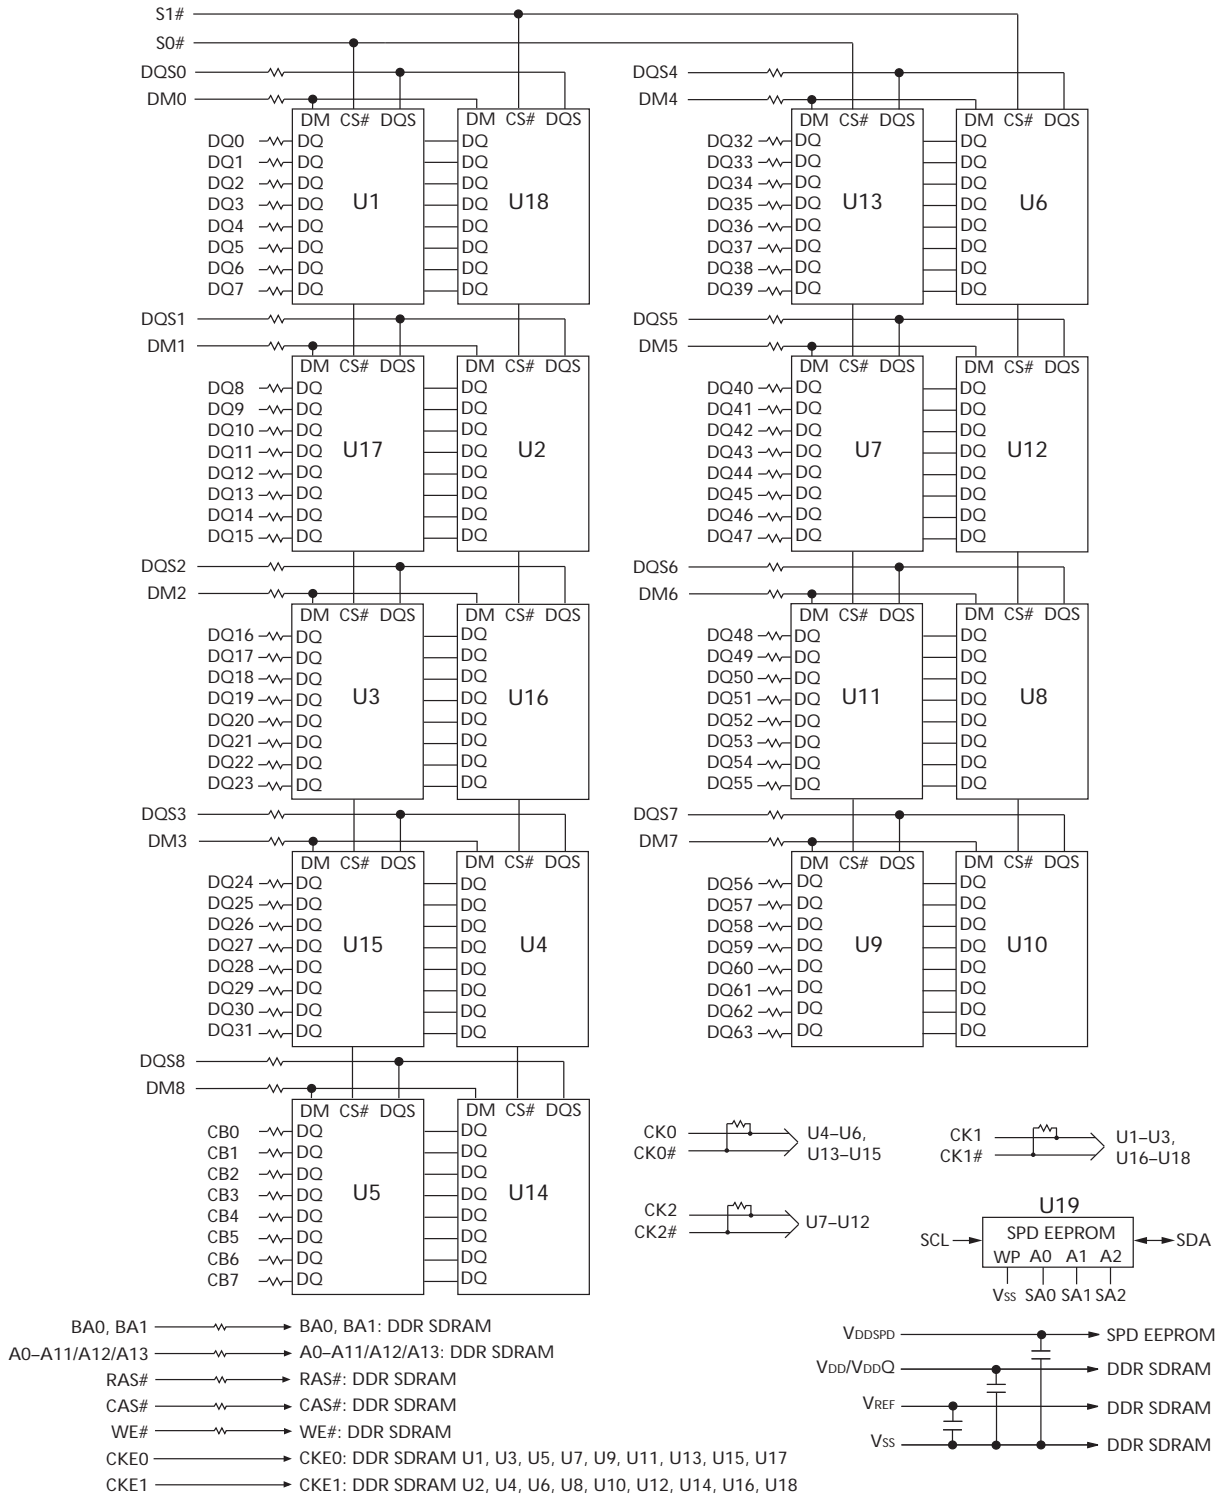 S1#
S0#
DQS0
DM0
DM CS# DQS
DM CS# DQS
DQ0 DQ DQ
DQ1 DQ DQ
DQ2 DQ DQ
DQ3 DQ DQ
DQ4 DQ DQ
DQ5 DQ DQ
DQ6 DQ DQ
DQ7 DQ DQ
U1
U18
DQS1
DM1
DM CS# DQS
DM CS# DQS
DQ8 DQ DQ
DQ9 DQ DQ
DQ10 DQ DQ
DQ11 DQ DQ
DQ12 DQ DQ
DQ13 DQ DQ
DQ14 DQ DQ
DQ15 DQ DQ
U17
U2
DQS2
DM2
DM CS# DQS
DM CS# DQS
DQ16 DQ DQ
DQ17 DQ DQ
DQ18 DQ DQ
DQ19 DQ DQ
DQ20 DQ DQ
DQ21 DQ DQ
DQ22 DQ DQ
DQ23 DQ DQ
U3
U16
DQS3
DM3
DM CS# DQS
DM CS# DQS
DQ24 DQ DQ
DQ25 DQ DQ
DQ26 DQ DQ
DQ27 DQ DQ
DQ28 DQ DQ
DQ29 DQ DQ
DQ30 DQ DQ
DQ31 DQ DQ
U15
U4
DQS8
DM8
DM CS# DQS
DM CS# DQS
CB0 DQ DQ
CB1 DQ DQ
CB2 DQ DQ
CB3 DQ DQ
CB4 DQ DQ
CB5 DQ DQ
CB6 DQ DQ
CB7 DQ DQ
U5
U14
DQS4
DM4
DM CS# DQS
DM CS# DQS
DQ32 DQ DQ
DQ33 DQ DQ
DQ34 DQ DQ
DQ35 DQ DQ
DQ36 DQ DQ
DQ37 DQ DQ
DQ38 DQ DQ
DQ39 DQ DQ
U13
U6
DQS5
DM5
DM CS# DQS
DM CS# DQS
DQ40 DQ DQ
DQ41 DQ DQ
DQ42 DQ DQ
DQ43 DQ DQ
DQ44 DQ DQ
DQ45 DQ DQ
DQ46 DQ DQ
DQ47 DQ DQ
U7
U12
DQS6
DM6
DM CS# DQS
DM CS# DQS
DQ48 DQ DQ
DQ49 DQ DQ
DQ50 DQ DQ
DQ51 DQ DQ
DQ52 DQ DQ
DQ53 DQ DQ
DQ54 DQ DQ
DQ55 DQ DQ
U11
U8
DQS7
DM7
DM CS# DQS
DM CS# DQS
DQ56 DQ DQ
DQ57 DQ DQ
DQ58 DQ DQ
DQ59 DQ DQ
DQ60 DQ DQ
DQ61 DQ DQ
DQ62 DQ DQ
DQ63 DQ DQ
U9
U10
CK0
CK0#
U4–U6,
U13–U15
CK1
CK1#
U1–U3,
U16–U18
CK2
CK2#
U7–U12
U19
SCL SPD EEPROM SDA
WP A0 A1 A2
VSS SA0 SA1 SA2
BA0, BA1 BA0, BA1: DDR SDRAM
A0–A11/A12/A13 A0–A11/A12/A13: DDR SDRAM
RAS# RAS#: DDR SDRAM
CAS# CAS#: DDR SDRAM
WE# WE#: DDR SDRAM
CKE0 CKE0: DDR SDRAM U1, U3, U5, U7, U9, U11, U13, U15, U17
CKE1 CKE1: DDR SDRAM U2, U4, U6, U8, U10, U12, U14, U16, U18
VDDSPD SPD EEPROM
VDD/VDDQ DDR SDRAM
VREF DDR SDRAM
VSS DDR SDRAM